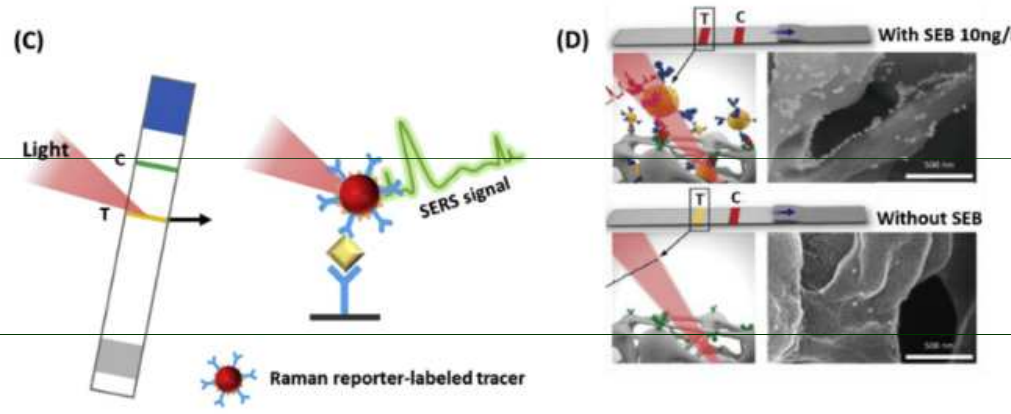 (C)
Light
C
T
SERS signal
Raman reporter-labeled tracer
(D)
T
C
With SEB 10ng/
500 nm
T
C
Without SEB
500 nm